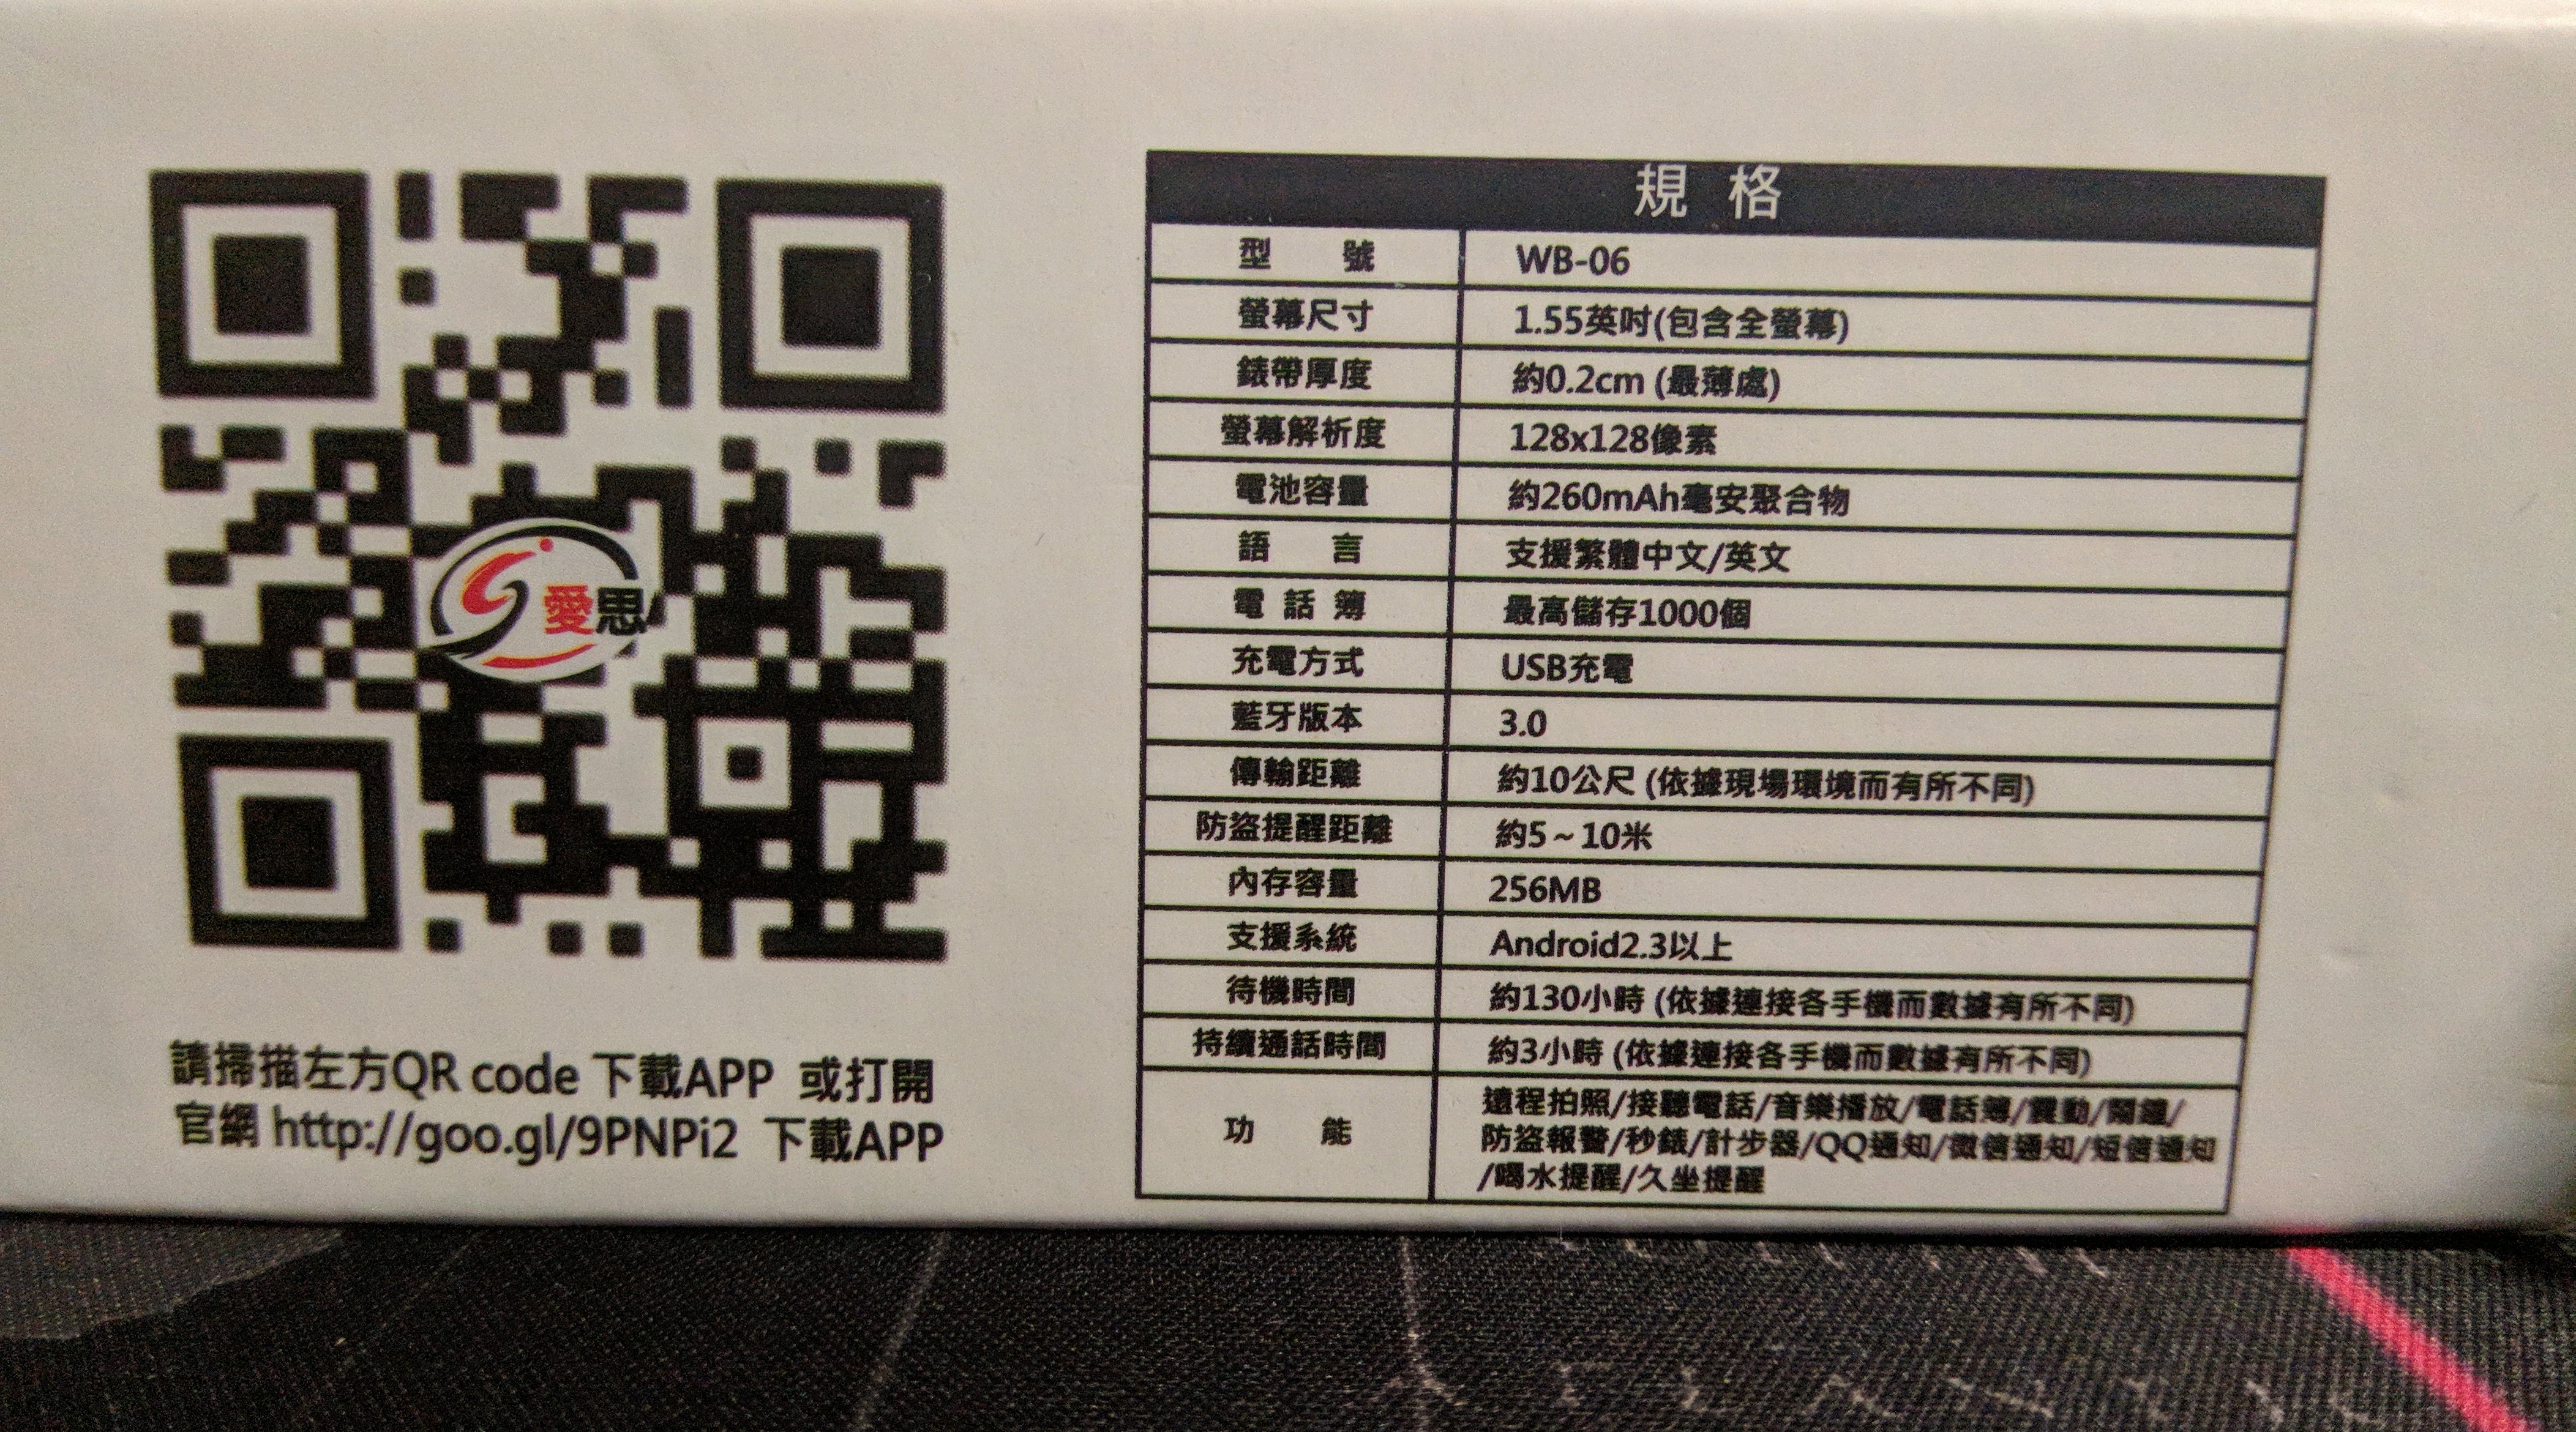 愛思
請掃描左方QR code 下載APP 或打開
官網 http://goo.gl/9PNPi2 下載APP
規 格
型 號 WB-06
螢幕尺寸 1.55英吋(包含全螢幕)
錶帶厚度 約0.2cm (最薄處)
螢幕解析度 128x128像素
電池容量 約260mAh毫安聚合物
語 言 支援繁體中文/英文
電 話 簿 最高儲存1000個
充電方式 USB充電
藍牙版本 3.0
傳輸距離 約10公尺 (依據現場環境而有所不同)
防盜提醒距離 約5~10米
內存容量 256MB
支援系統 Android2.3以上
待機時間 約130小時 (依據連接各手機而數據有所不同)
持續通話時間 約3小時 (依據連接各手機而數據有所不同)
功 能 遠程拍照/接聽電話/音樂播放/電話簿/震動/鬧鐘/
防盜報警/秒錶/計步器/QQ通知/微信通知/短信通知
/喝水提醒/久坐提醒